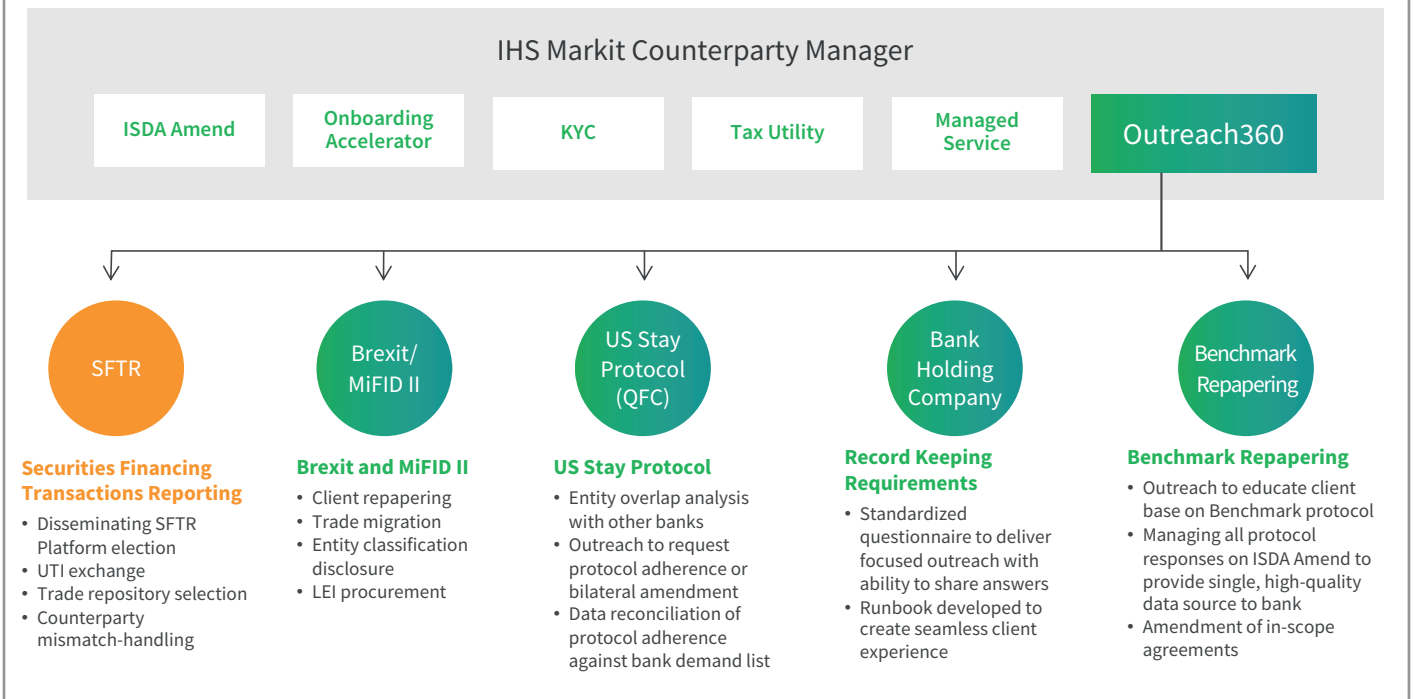 IHS Markit Counterparty Manager
ISDA Amend
Onboarding
Accelerator
KYC
Tax Utility
Managed
Service
Outreach360
SFTR
Brexit/
MiFID II
US Stay
Protocol
(QFC)
Bank
Holding
Company
Benchmark
Repapering
Securities Financing
Transactions Reporting
• Disseminating SFTR
Platform election
• UTI exchange
• Trade repository selection
• Counterparty
mismatch-handling
Brexit and MiFID II
• Client repapering
• Trade migration
• Entity classification
disclosure
• LEI procurement
US Stay Protocol
• Entity overlap analysis
with other banks
• Outreach to request
protocol adherence or
bilateral amendment
• Data reconciliation of
protocol adherence
against bank demand list
Record Keeping
Requirements
• Standardized
questionnaire to deliver
focused outreach with
ability to share answers
• Runbook developed to
create seamless client
experience
Benchmark Repapering
• Outreach to educate client
base on Benchmark protocol
• Managing all protocol
responses on ISDA Amend to
provide single, high-quality
data source to bank
• Amendment of in-scope
agreements